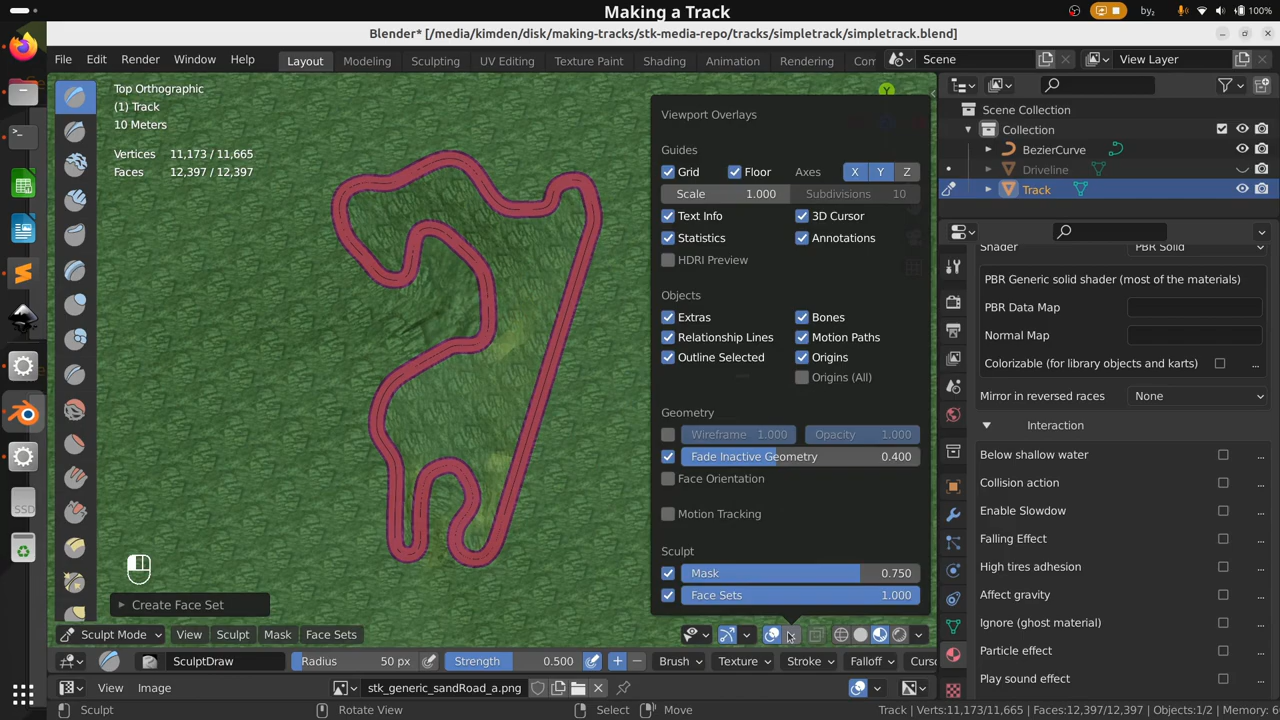 Making a Track
by₂
100%
Blender* [/media/kimden/disk/making-tracks/stk-media-repo/tracks/simpletrack/simpletrack.blend]
File Edit Render Window Help Layout Modeling Sculpting UV Editing Texture Paint Shading Animation Rendering Com Scene View Layer
Top Orthographic
(1) Track
10 Meters
Vertices 11,173 / 11,665
Faces 12,397 / 12,397
Y
Viewport Overlays
Guides
Grid Floor Axes X Y Z
Scale 1.000 Subdivisions 10
Text Info 3D Cursor
Statistics Annotations
HDRI Preview
Objects
Extras Bones
Relationship Lines Motion Paths
Outline Selected Origins
Origins (All)
Geometry
Wireframe 1.000 Opacity 1.000
Fade Inactive Geometry 0.400
Face Orientation
Motion Tracking
Sculpt
Mask 0.750
Face Sets 1.000
Scene Collection
Collection
BezierCurve
Driveline
Track
Shader PBR Solid
PBR Generic solid shader (most of the materials)
PBR Data Map
Normal Map
Colorizable (for library objects and karts) ...
Mirror in reversed races None
Interaction
Below shallow water ...
Collision action ...
Enable Slowdow ...
Falling Effect ...
High tires adhesion ...
Affect gravity ...
Ignore (ghost material) ...
Particle effect ...
Play sound effect ...
SSD
Create Face Set
Sculpt Mode View Sculpt Mask Face Sets
SculptDraw Radius 50 px Strength 0.500 Brush Texture Stroke Falloff Curso
View Image stk_generic_sandRoad_a.png
Sculpt Rotate View Select Move Track | Verts:11,173/11,665 | Faces:12,397/12,397 | Objects:1/2 | Memory: 6